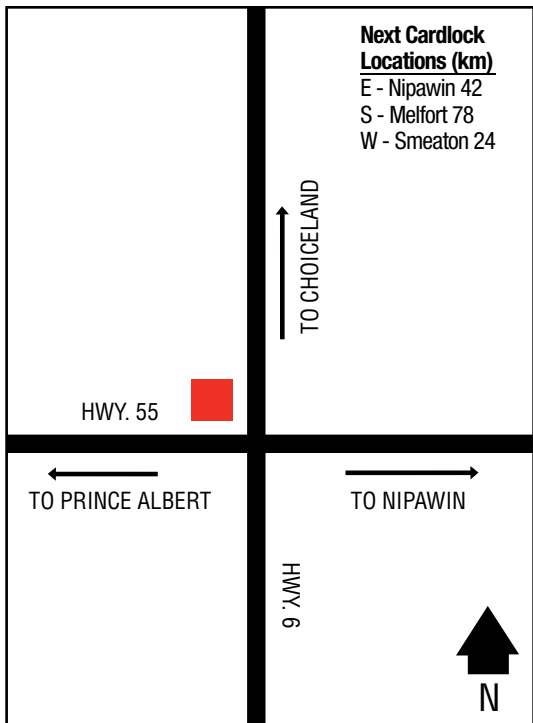 Next Cardlock
Locations (km)
E - Nipawin 42
S - Melfort 78
W - Smeaton 24
TO CHOICELAND
HWY. 55
TO PRINCE ALBERT
TO NIPAWIN
HWY. 6
N